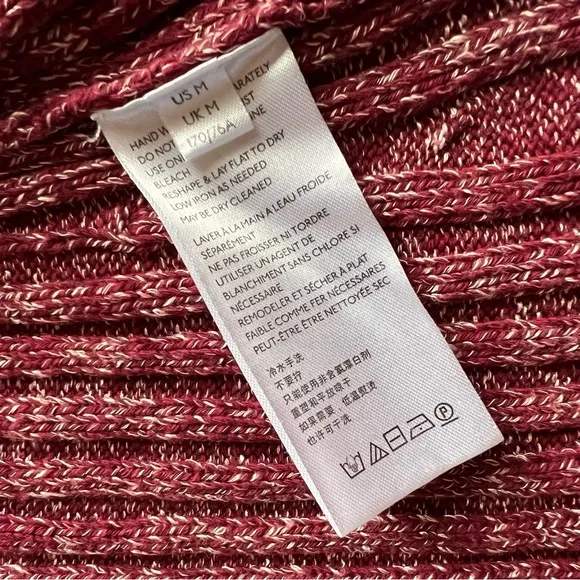 US M
UK M
170/76A
HAND W ARATELY
DO NOT
USE ON INE
BLEACH
RESHAPE & LAY FLAT TO DRY
LOW IRON AS NEEDED
MAY BE DRY CLEANED
LAVER À LA MAIN A L'EAU FROIDE
SÉPARÉMENT
NE PAS FROISSER NI TORDRE
UTILISER UN AGENT DE
BLANCHIMENT SANS CHLORE SI
NÉCESSAIRE
REMODELER ET SÉCHER À PLAT
FAIBLE COMME FER NÉCESSAIRES
PEUT-ÊTRE ÊTRE NETTOYÉE SEC
冷水手洗
不要拧
只能使用非含氯漂白剂
重塑和平放晾干
如果需要,低温熨烫
也许可干洗
P